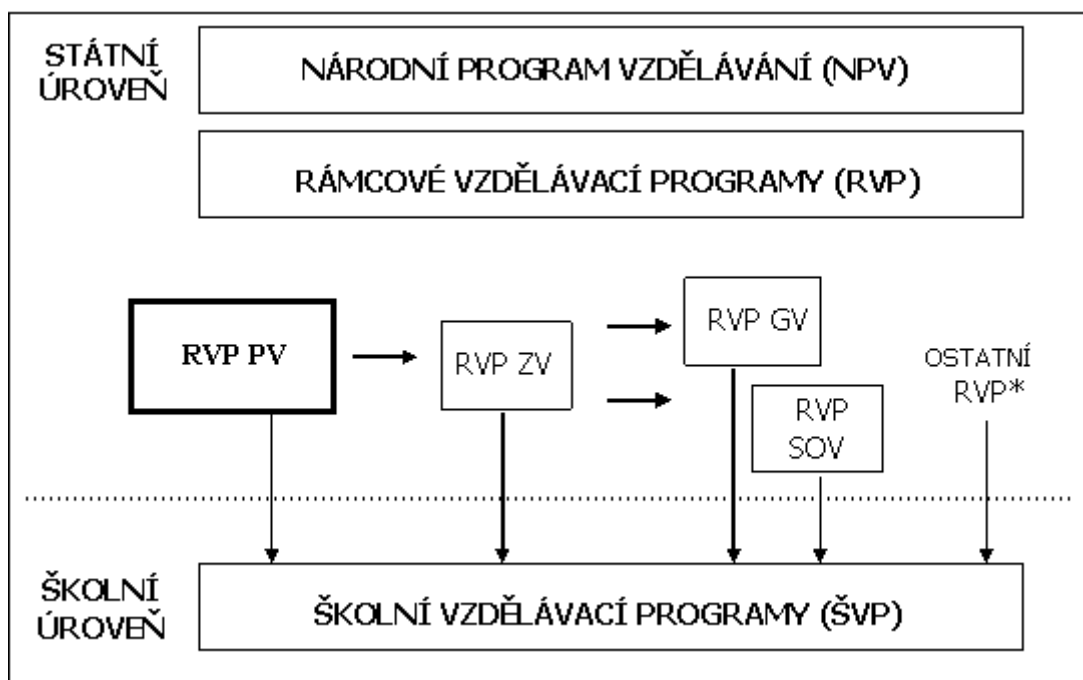 STÁTNÍ
ÚROVEŇ
NÁRODNÍ PROGRAM VZDĚLÁVÁNÍ (NPV)
RÁMCOVÉ VZDĚLÁVACÍ PROGRAMY (RVP)
RVP PV
RVP ZV
RVP GV
RVP
SOV
OSTATNÍ
RVP*
ŠKOLNÍ
ÚROVEŇ
ŠKOLNÍ VZDĚLÁVACÍ PROGRAMY (ŠVP)